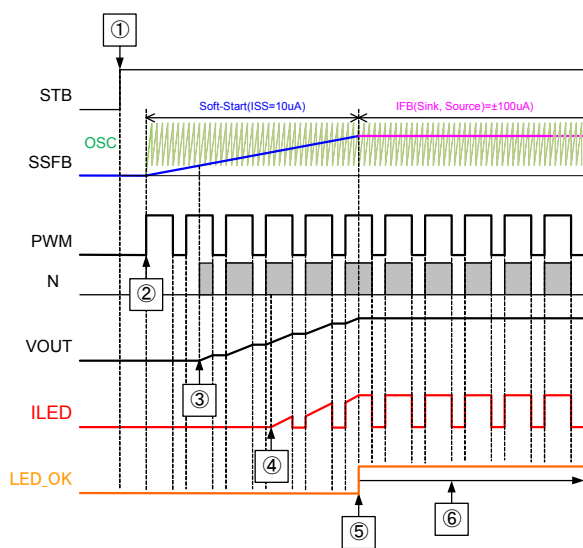 ①
STB
Soft-Start(ISS=10uA)
IFB(Sink, Source)=±100uA)
OSC
SSFB
PWM
②
N
VOUT
③
ILED
④
LED_OK
⑤
⑥